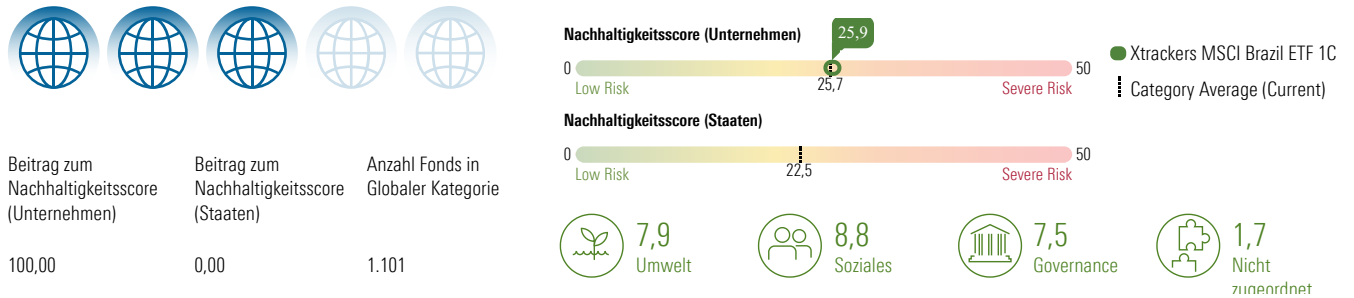 Beitrag zum
Nachhaltigkeitsscore
(Unternehmen)
100,00
Beitrag zum
Nachhaltigkeitsscore
(Staaten)
0,00
Anzahl Fonds in
Globaler Kategorie
1.101
Nachhaltigkeitsscore (Unternehmen)
25,9
0
50
Low Risk
25,7
Severe Risk
Nachhaltigkeitsscore (Staaten)
0
50
Low Risk
22,5
Severe Risk
Xtrackers MSCI Brazil ETF 1C
Category Average (Current)
7,9
Umwelt
8,8
Soziales
7,5
Governance
1,7
Nicht
zugeordnet